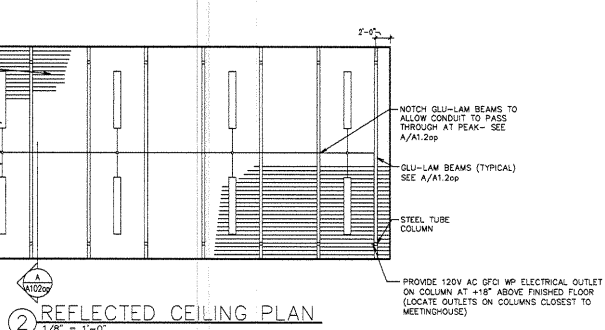 2'-0"
NOTCH GLU-LAM BEAMS TO
ALLOW CONDUIT TO PASS
THROUGH AT PEAK- SEE
A/A1.2op
GLU-LAM BEAMS (TYPICAL)
SEE A/A1.2op
STEEL TUBE
COLUMN
PROVIDE 120V AC GFCI WP ELECTRICAL OUTLET
ON COLUMN AT +18" ABOVE FINISHED FLOOR
(LOCATE OUTLETS ON COLUMNS CLOSEST TO
MEETINGHOUSE)
A
A102op
2 REFLECTED CEILING PLAN
1/8" = 1'-0"